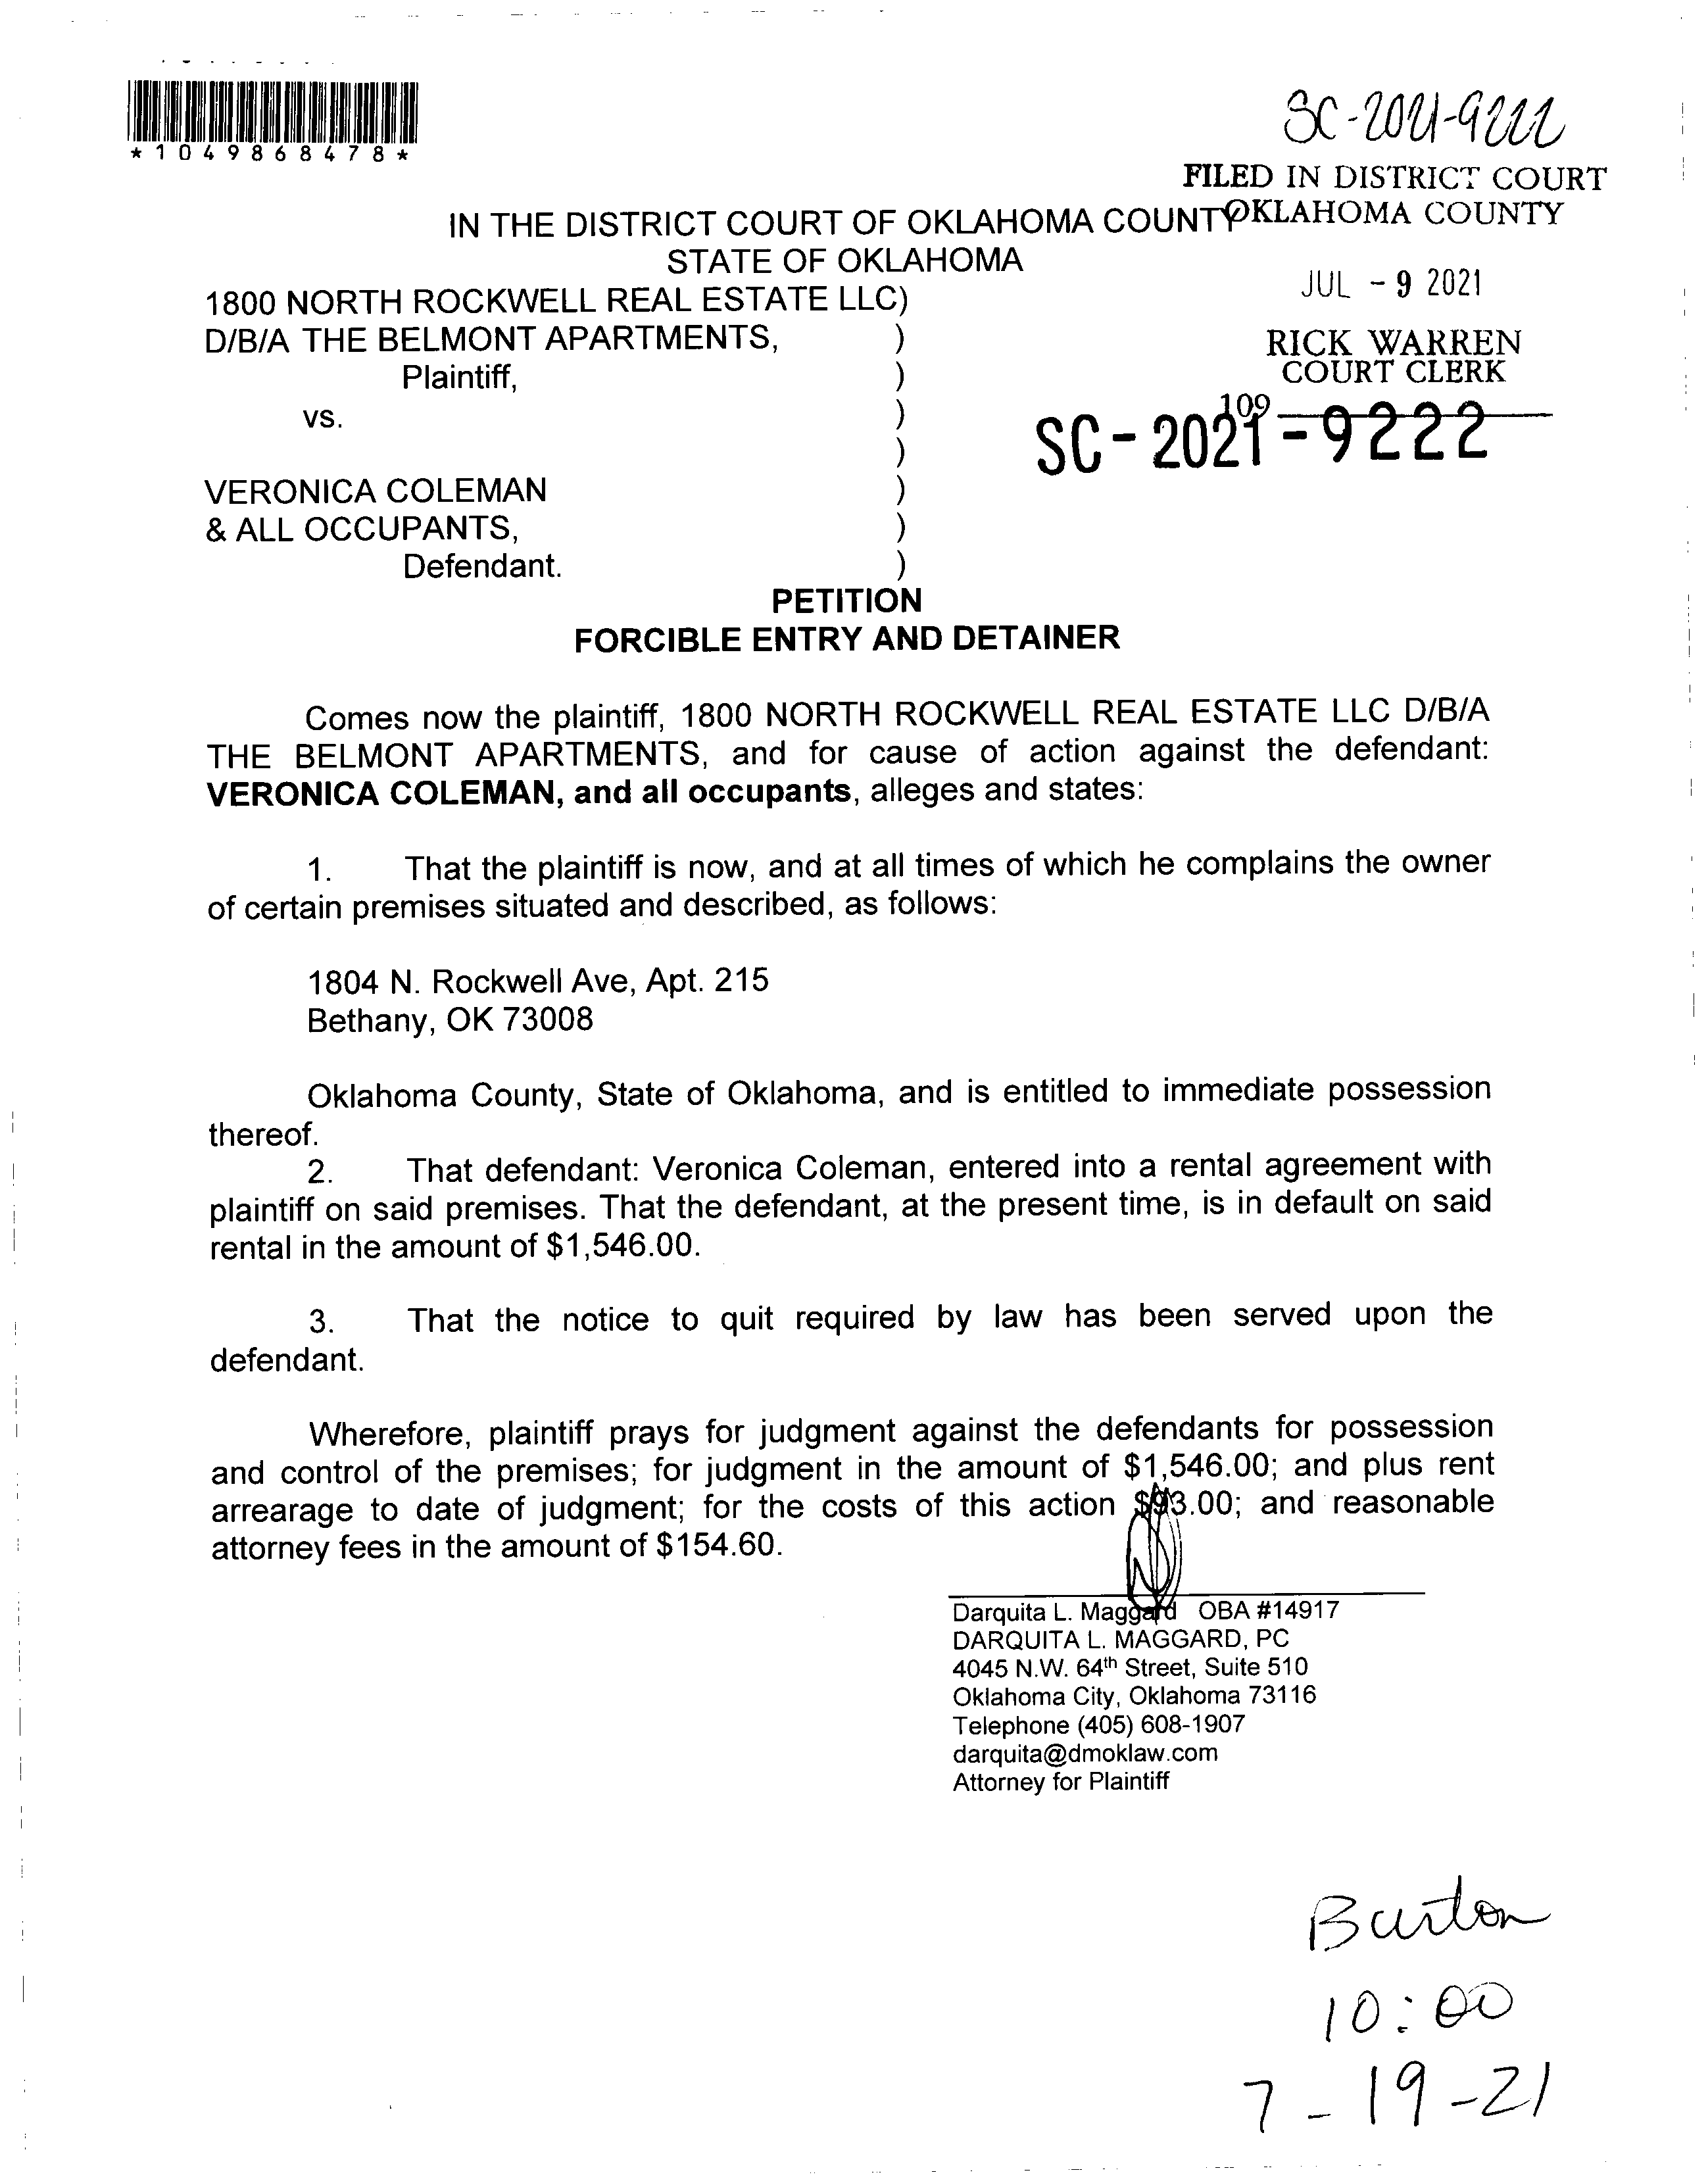 *1049868478*
SC-2021-9222
FILED IN DISTRICT COURT
OKLAHOMA COUNTY
IN THE DISTRICT COURT OF OKLAHOMA COUNTY
STATE OF OKLAHOMA
JUL - 9 2021
RICK WARREN
COURT CLERK
109
SC - 2021 - 9222
1800 NORTH ROCKWELL REAL ESTATE LLC)
D/B/A THE BELMONT APARTMENTS, )
Plaintiff, )
vs. )
)
VERONICA COLEMAN )
& ALL OCCUPANTS, )
Defendant. )
PETITION
FORCIBLE ENTRY AND DETAINER
Comes now the plaintiff, 1800 NORTH ROCKWELL REAL ESTATE LLC D/B/A
THE BELMONT APARTMENTS, and for cause of action against the defendant:
VERONICA COLEMAN, and all occupants, alleges and states:
1. That the plaintiff is now, and at all times of which he complains the owner
of certain premises situated and described, as follows:
1804 N. Rockwell Ave, Apt. 215
Bethany, OK 73008
Oklahoma County, State of Oklahoma, and is entitled to immediate possession
thereof.
2. That defendant: Veronica Coleman, entered into a rental agreement with
plaintiff on said premises. That the defendant, at the present time, is in default on said
rental in the amount of $1,546.00.
3. That the notice to quit required by law has been served upon the
defendant.
Wherefore, plaintiff prays for judgment against the defendants for possession
and control of the premises; for judgment in the amount of $1,546.00; and plus rent
arrearage to date of judgment; for the costs of this action $93.00; and reasonable
attorney fees in the amount of $154.60.
Darquita L. Maggard OBA #14917
DARQUITA L. MAGGARD, PC
4045 N.W. 64th Street, Suite 510
Oklahoma City, Oklahoma 73116
Telephone (405) 608-1907
darquita@dmoklaw.com
Attorney for Plaintiff
Burton
10:00
7-19-21